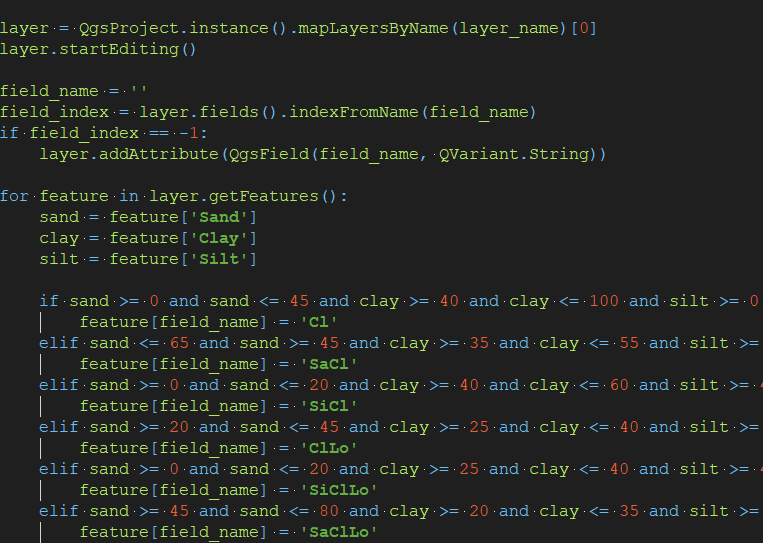 layer = QgsProject.instance().mapLayersByName(layer_name)[0]
layer.startEditing()
field_name = ''
field_index = layer.fields().indexFromName(field_name)
if field_index == -1:
layer.addAttribute(QgsField(field_name, QVariant.String))
for feature in layer.getFeatures():
sand = feature['Sand']
clay = feature['Clay']
silt = feature['Silt']
if sand >= 0 and sand <= 45 and clay >= 40 and clay <= 100 and silt >= 0
feature[field_name] = 'Cl'
elif sand <= 65 and sand >= 45 and clay >= 35 and clay <= 55 and silt >=
feature[field_name] = 'SaCl'
elif sand >= 0 and sand <= 20 and clay >= 40 and clay <= 60 and silt >=
feature[field_name] = 'SiCl'
elif sand >= 20 and sand <= 45 and clay >= 25 and clay <= 40 and silt >=
feature[field_name] = 'ClLo'
elif sand >= 0 and sand <= 20 and clay >= 25 and clay <= 40 and silt >=
feature[field_name] = 'SiClLo'
elif sand >= 45 and sand <= 80 and clay >= 20 and clay <= 35 and silt >=
feature[field_name] = 'SaClLo'